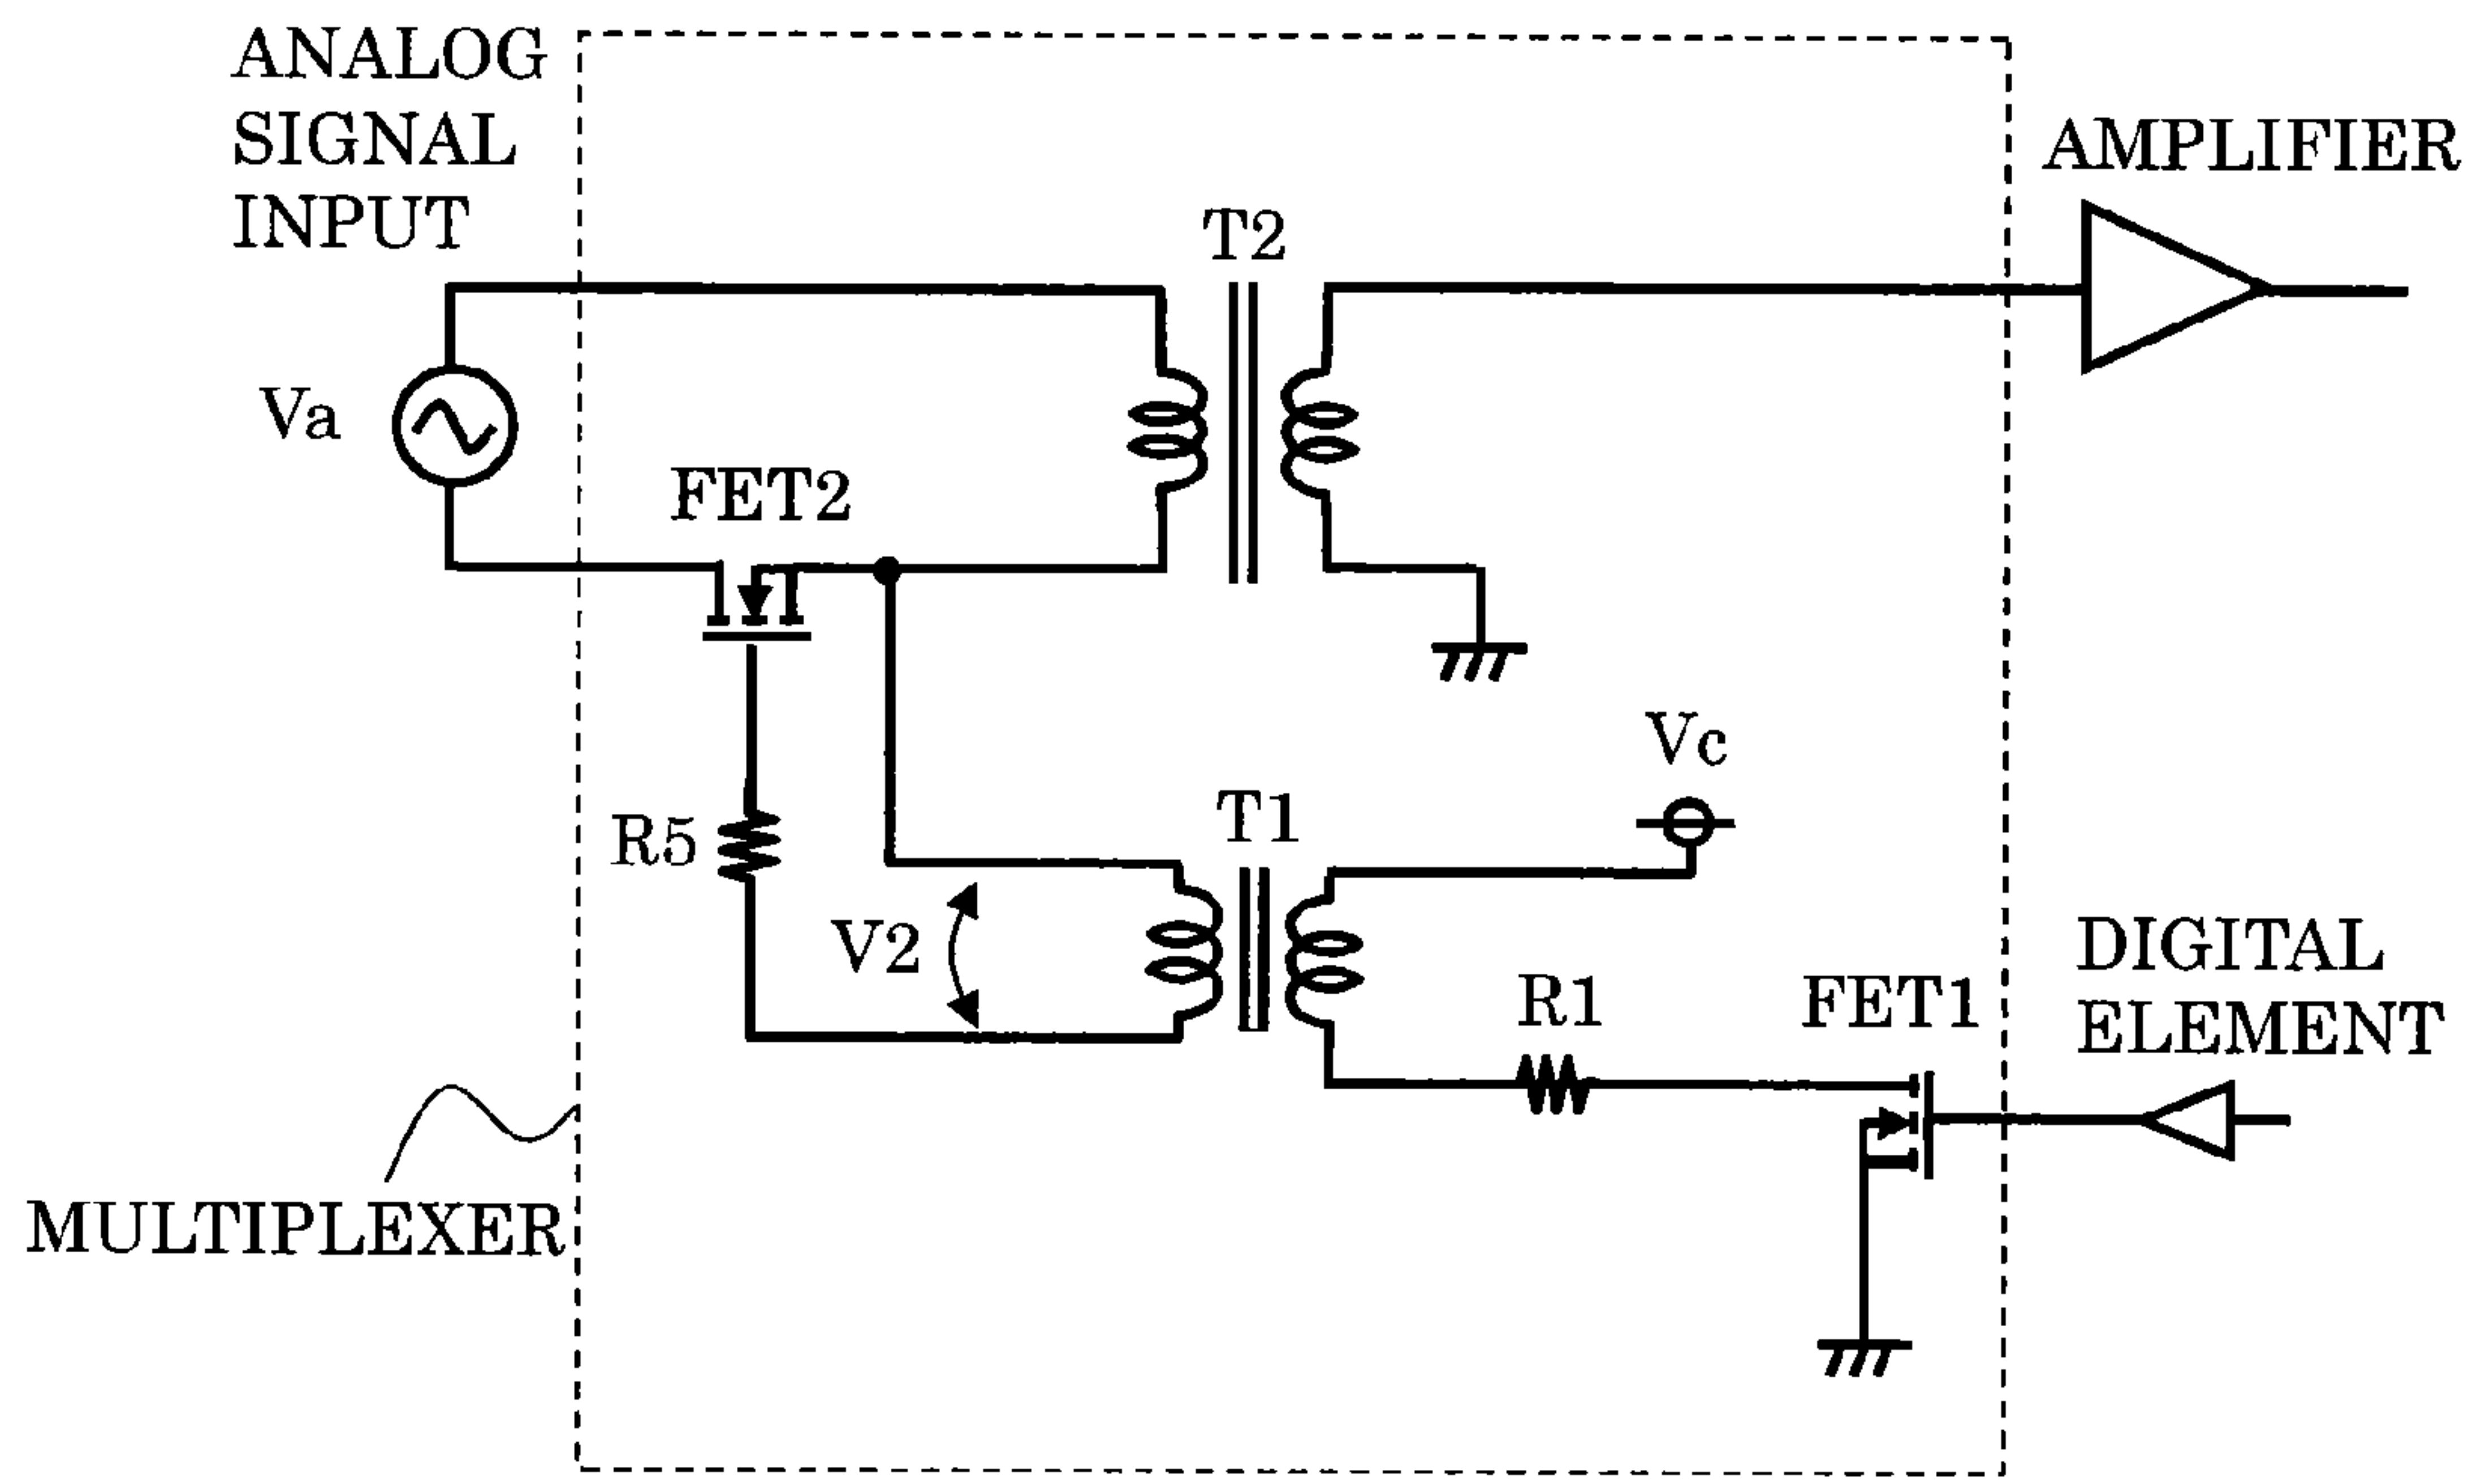 ANALOG
SIGNAL
INPUT
AMPLIFIER
T2
Va
FET2
Vc
T1
R5
V2
DIGITAL
ELEMENT
R1
FET1
MULTIPLEXER